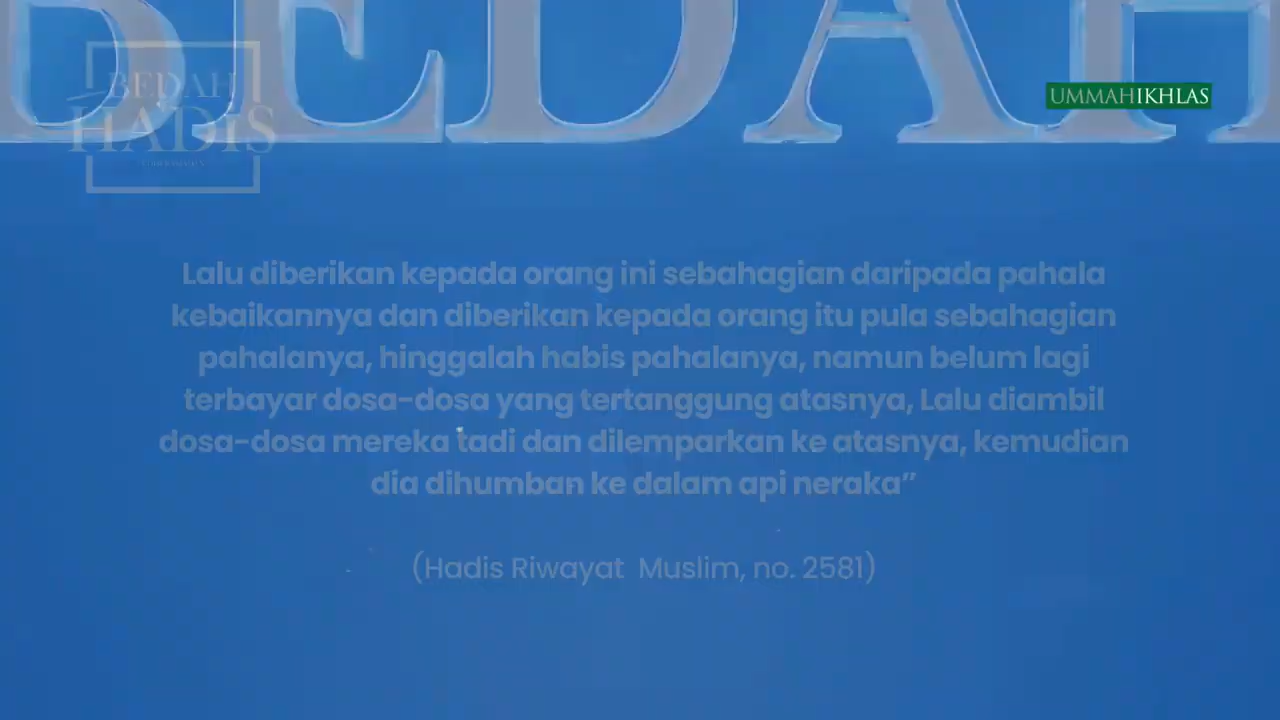 BEDAH
BEDAH
HADIS
UMMAHIKHLAS
Lalu diberikan kepada orang ini sebahagian daripada pahala
kebaikannya dan diberikan kepada orang itu pula sebahagian
pahalanya, hinggalah habis pahalanya, namun belum lagi
terbayar dosa-dosa yang tertanggung atasnya, Lalu diambil
dosa-dosa mereka tadi dan dilemparkan ke atasnya, kemudian
dia dihumban ke dalam api neraka”
(Hadis Riwayat Muslim, no. 2581)